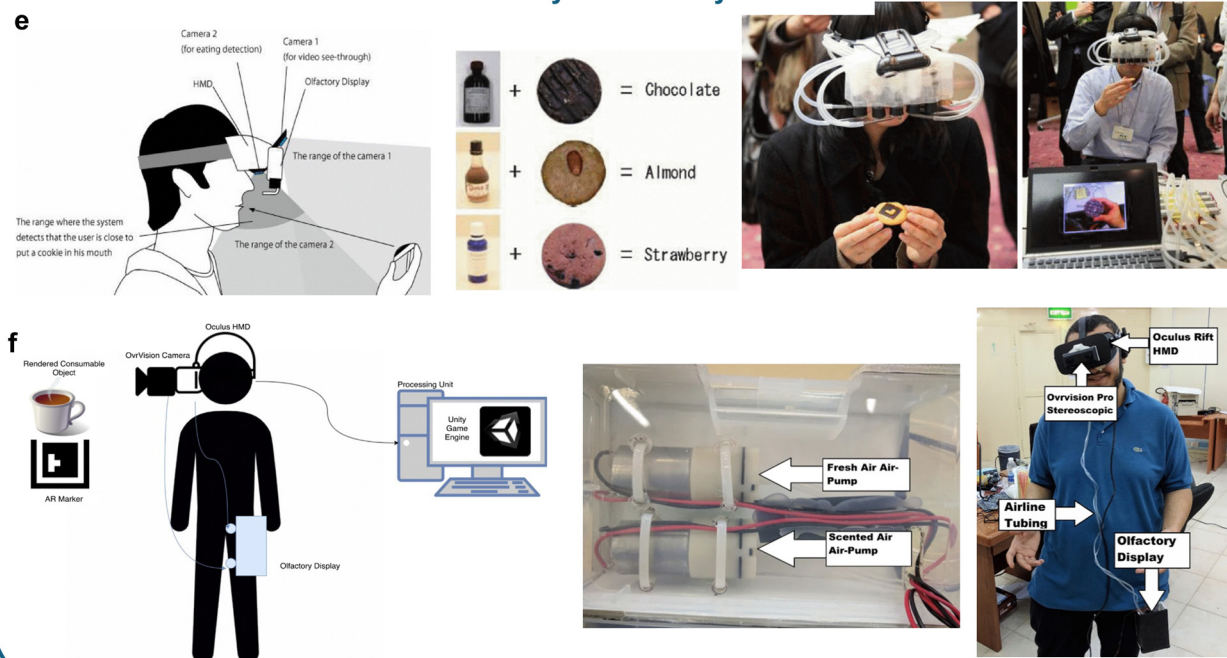 e
Camera 2
(for eating detection)
Camera 1
(for video see-through)
HMD
Olfactory Display
The range of the camera 1
The range where the system
detects that the user is close to
put a cookie in his mouth
The range of the camera 2
+ = Chocolate
+ = Almond
+ = Strawberry
f
Oculus HMD
OvrVision Camera
Rendered Consumable
Object
AR Marker
Processing Unit
Unity
Game
Engine
Olfactory Display
Fresh Air Air-
Pump
Scented Air
Air-Pump
Oculus Rift
HMD
Ovrvision Pro
Stereoscopic
Airline
Tubing
Olfactory
Display